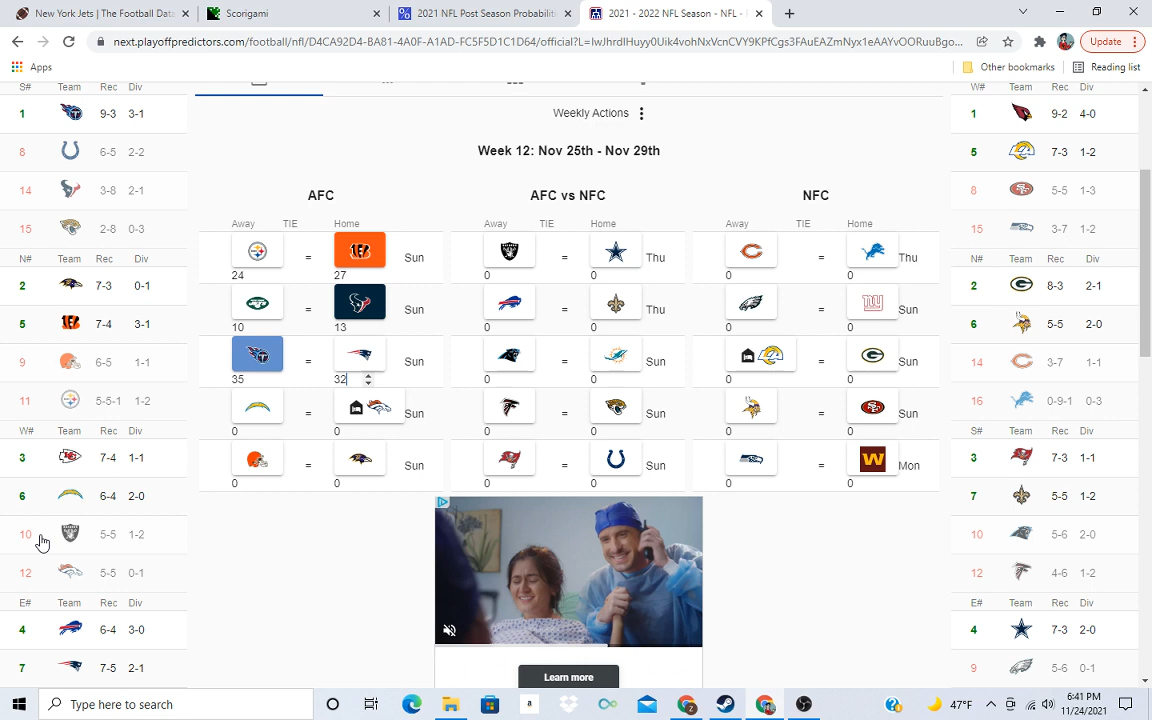 New York Jets | The Football Data
Scorigami
2021 NFL Post Season Probabiliti
2021 - 2022 NFL Season - NFL -
next.playoffpredictors.com/football/nfl/D4CA92D4-BA81-4A0F-A1AD-FC5F5D1C1D64/official?L=IwJhrdIHuyy0Uik4vohNxVcnCVY9KPfCgs3FAuEAZmNyx1eAAYvOORuuBgo...
Update
Apps
Other bookmarks
Reading list
S# Team Rec Div
1 9-3 3-1
8 6-5 2-2
14 3-8 2-1
15 2-8 0-3
N# Team Rec Div
2 7-3 0-1
5 7-4 3-1
9 6-5 1-1
11 5-5-1 1-2
W# Team Rec Div
3 7-4 1-1
6 6-4 2-0
10 5-5 1-2
12 5-5 0-1
E# Team Rec Div
4 6-4 3-0
7 7-5 2-1
Weekly Actions
Week 12: Nov 25th - Nov 29th
AFC
Away TIE Home
= Sun
24 27
= Sun
10 13
= Sun
35 32
= Sun
0 0
= Sun
0 0
AFC vs NFC
Away TIE Home
= Thu
0 0
= Thu
0 0
= Sun
0 0
= Sun
0 0
= Sun
0 0
NFC
Away TIE Home
= Thu
0 0
= Sun
0 0
= Sun
0 0
= Sun
0 0
= Mon
0 0
Learn more
W# Team Rec Div
1 9-2 4-0
5 7-3 1-2
8 5-5 1-3
15 3-7 1-2
N# Team Rec Div
2 8-3 2-1
6 5-5 2-0
14 3-7 1-1
16 0-9-1 0-3
S# Team Rec Div
3 7-3 1-1
7 5-5 1-2
10 5-6 2-0
12 4-6 1-2
E# Team Rec Div
4 7-3 2-0
9 5-6 0-1
Type here to search
47°F
6:41 PM
11/24/2021